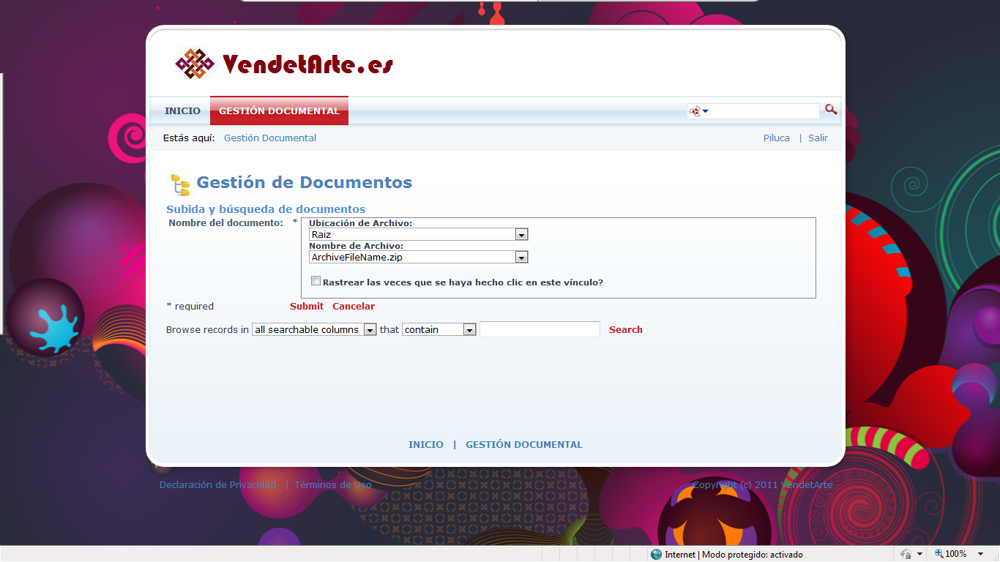 VendetArte.es
INICIO GESTIÓN DOCUMENTAL
Estás aquí: Gestión Documental Piluca | Salir
Gestión de Documentos
Subida y búsqueda de documentos
Nombre del documento: * Ubicación de Archivo:
Raiz
Nombre de Archivo:
ArchiveFileName.zip
Rastrear las veces que se haya hecho clic en este vínculo?
* required Submit Cancelar
Browse records in all searchable columns that contain Search
INICIO | GESTIÓN DOCUMENTAL
Declaración de Privacidad | Términos de Uso Copyright (c) 2011 VendetArte
Internet | Modo protegido: activado 100%